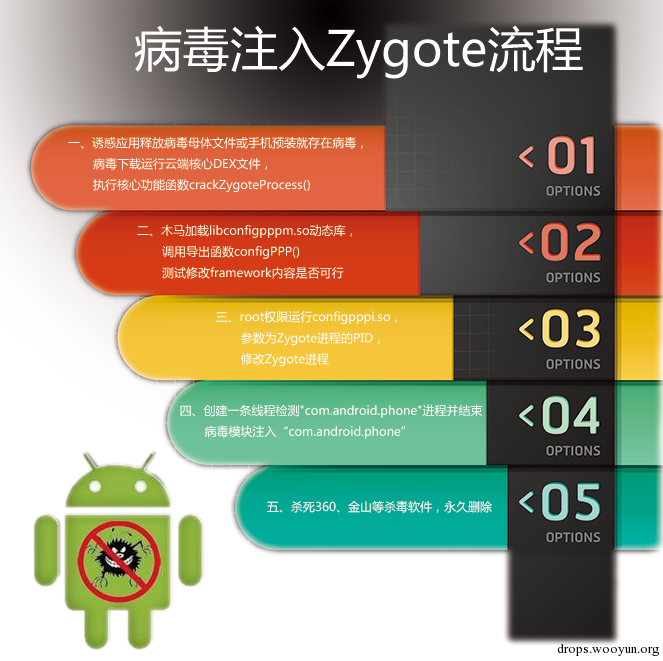 病毒注入Zygote流程
一、诱惑应用释放病毒母体文件或手机预装就存在病毒，
病毒下载运行云端核心DEX文件，
执行核心功能函数crackZygoteProcess()
<01
OPTIONS
二、木马加载libconfigpppm.so动态库，
调用导出函数configPPP()
测试修改framework内容是否可行
<02
OPTIONS
三、root权限运行configpppi.so，
参数为Zygote进程的PID，
修改Zygote进程
<03
OPTIONS
四、创建一条线程检测"com.android.phone"进程并结束
病毒模块注入“com.android.phone”
<04
OPTIONS
五、杀死360、金山等杀毒软件，永久删除
<05
OPTIONS
drops.wooyun.org